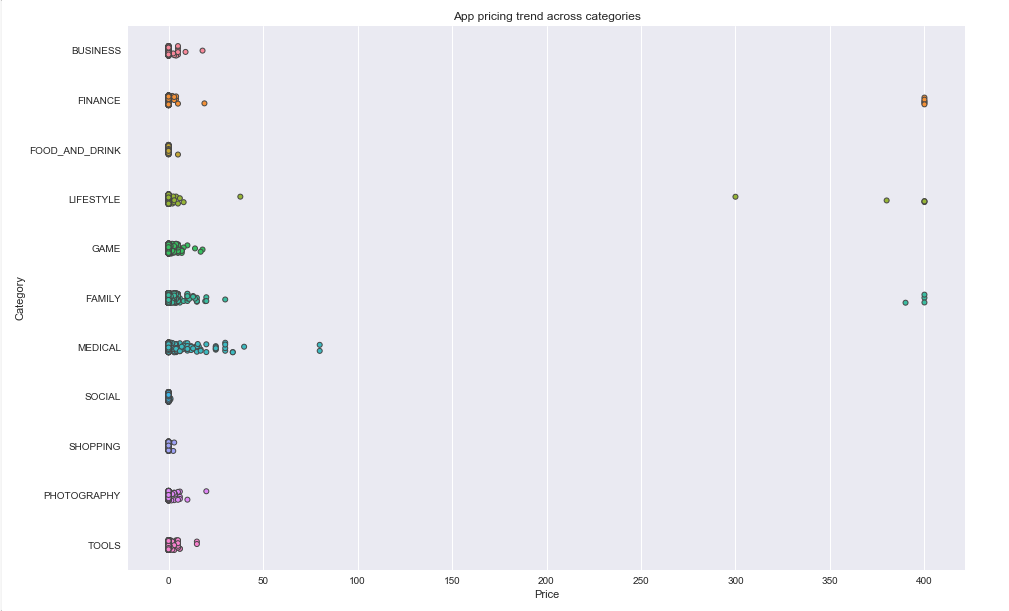 App pricing trend across categories
BUSINESS
FINANCE
FOOD_AND_DRINK
LIFESTYLE
GAME
FAMILY
MEDICAL
SOCIAL
SHOPPING
PHOTOGRAPHY
TOOLS
Category
0 50 100 150 200 250 300 350 400
Price